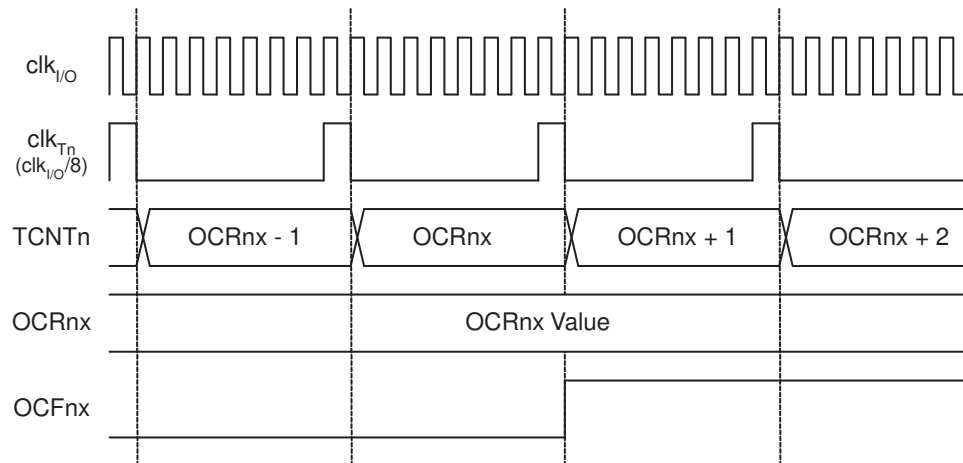 clkI/O
clkTn
(clkI/O/8)
TCNTn
OCRnx - 1
OCRnx
OCRnx + 1
OCRnx + 2
OCRnx
OCRnx Value
OCFnx